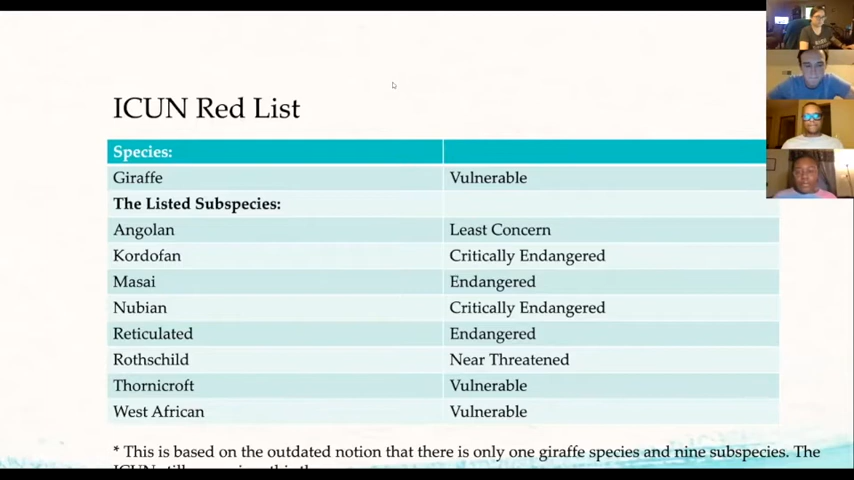 ICUN Red List
Species:
Giraffe Vulnerable
The Listed Subspecies:
Angolan Least Concern
Kordofan Critically Endangered
Masai Endangered
Nubian Critically Endangered
Reticulated Endangered
Rothschild Near Threatened
Thornicroft Vulnerable
West African Vulnerable
* This is based on the outdated notion that there is only one giraffe species and nine subspecies. The
ICUN still